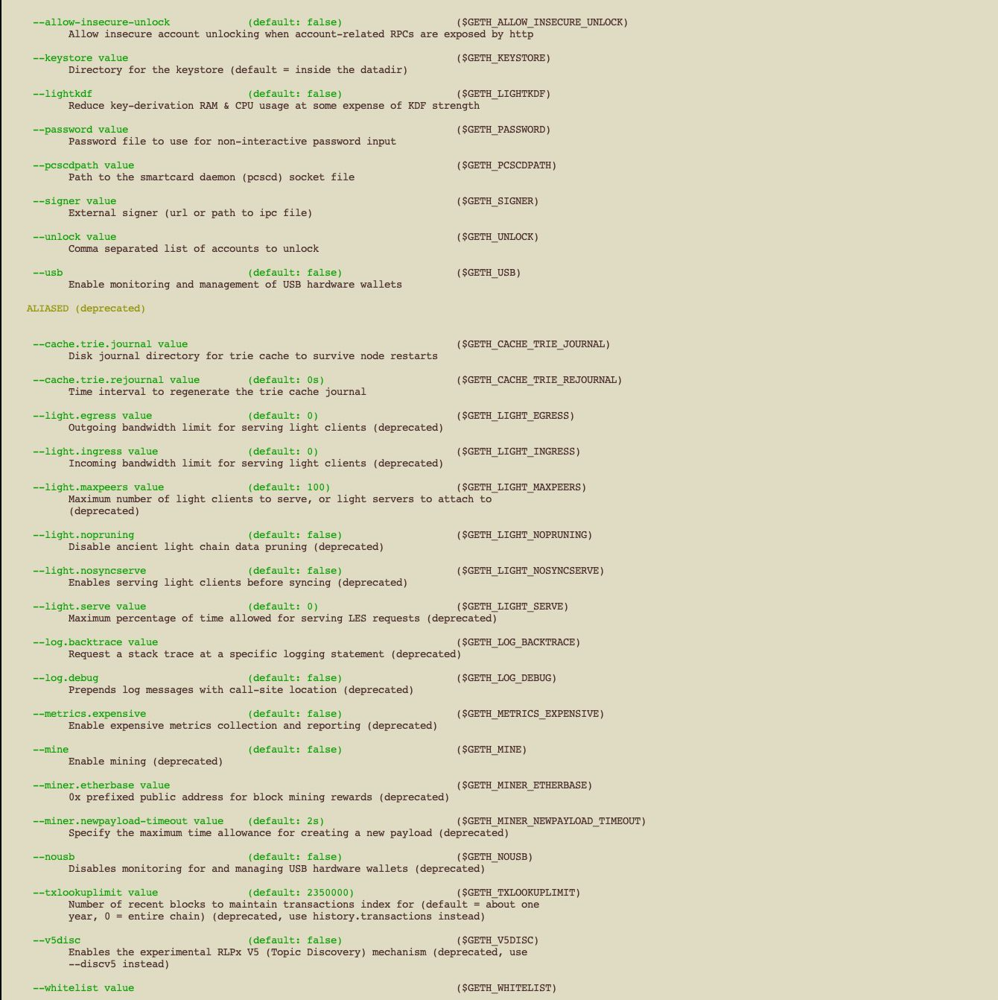 --allow-insecure-unlock (default: false) ($GETH_ALLOW_INSECURE_UNLOCK)
Allow insecure account unlocking when account-related RPCs are exposed by http
--keystore value ($GETH_KEYSTORE)
Directory for the keystore (default = inside the datadir)
--lightkdf (default: false) ($GETH_LIGHTKDF)
Reduce key-derivation RAM & CPU usage at some expense of KDF strength
--password value ($GETH_PASSWORD)
Password file to use for non-interactive password input
--pcscdpath value ($GETH_PCSCDPATH)
Path to the smartcard daemon (pcscd) socket file
--signer value ($GETH_SIGNER)
External signer (url or path to ipc file)
--unlock value ($GETH_UNLOCK)
Comma separated list of accounts to unlock
--usb (default: false) ($GETH_USB)
Enable monitoring and management of USB hardware wallets
ALIASED (deprecated)
--cache.trie.journal value ($GETH_CACHE_TRIE_JOURNAL)
Disk journal directory for trie cache to survive node restarts
--cache.trie.rejournal value (default: 0s) ($GETH_CACHE_TRIE_REJOURNAL)
Time interval to regenerate the trie cache journal
--light.egress value (default: 0) ($GETH_LIGHT_EGRESS)
Outgoing bandwidth limit for serving light clients (deprecated)
--light.ingress value (default: 0) ($GETH_LIGHT_INGRESS)
Incoming bandwidth limit for serving light clients (deprecated)
--light.maxpeers value (default: 100) ($GETH_LIGHT_MAXPEERS)
Maximum number of light clients to serve, or light servers to attach to
(deprecated)
--light.nopruning (default: false) ($GETH_LIGHT_NOPRUNING)
Disable ancient light chain data pruning (deprecated)
--light.nosyncserve (default: false) ($GETH_LIGHT_NOSYNCSERVE)
Enables serving light clients before syncing (deprecated)
--light.serve value (default: 0) ($GETH_LIGHT_SERVE)
Maximum percentage of time allowed for serving LES requests (deprecated)
--log.backtrace value ($GETH_LOG_BACKTRACE)
Request a stack trace at a specific logging statement (deprecated)
--log.debug (default: false) ($GETH_LOG_DEBUG)
Prepends log messages with call-site location (deprecated)
--metrics.expensive (default: false) ($GETH_METRICS_EXPENSIVE)
Enable expensive metrics collection and reporting (deprecated)
--mine (default: false) ($GETH_MINE)
Enable mining (deprecated)
--miner.etherbase value ($GETH_MINER_ETHERBASE)
0x prefixed public address for block mining rewards (deprecated)
--miner.newpayload-timeout value (default: 2s) ($GETH_MINER_NEWPAYLOAD_TIMEOUT)
Specify the maximum time allowance for creating a new payload (deprecated)
--nousb (default: false) ($GETH_NOUSB)
Disables monitoring for and managing USB hardware wallets (deprecated)
--txlookuplimit value (default: 2350000) ($GETH_TXLOOKUPLIMIT)
Number of recent blocks to maintain transactions index for (default = about one
year, 0 = entire chain) (deprecated, use history.transactions instead)
--v5disc (default: false) ($GETH_V5DISC)
Enables the experimental RLPx V5 (Topic Discovery) mechanism (deprecated, use
--discv5 instead)
--whitelist value ($GETH_WHITELIST)